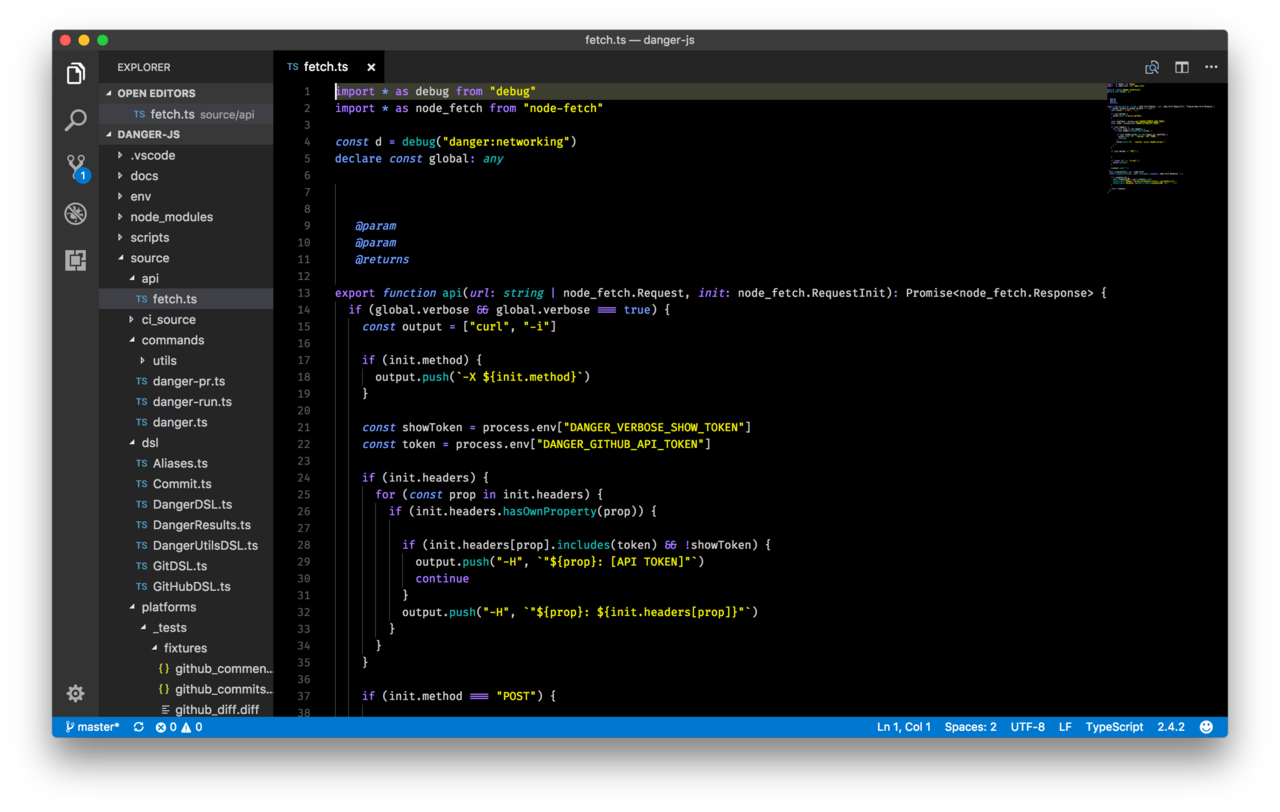 fetch.ts — danger-js
EXPLORER
OPEN EDITORS
TS fetch.ts source/api
DANGER-JS
.vscode
docs
env
node_modules
scripts
source
api
TS fetch.ts
ci_source
commands
utils
TS danger-pr.ts
TS danger-run.ts
TS danger.ts
dsl
TS Aliases.ts
TS Commit.ts
TS DangerDSL.ts
TS DangerResults.ts
TS DangerUtilsDSL.ts
TS GitDSL.ts
TS GitHubDSL.ts
platforms
_tests
fixtures
{} github_commen...
{} github_commits...
github_diff.diff
1
TS fetch.ts ×
1 import * as debug from "debug"
2 import * as node_fetch from "node-fetch"
3
4 const d = debug("danger:networking")
5 declare const global: any
6
7
8
9 @param
10 @param
11 @returns
12
13 export function api(url: string | node_fetch.Request, init: node_fetch.RequestInit): Promise<node_fetch.Response> {
14 if (global.verbose && global.verbose === true) {
15 const output = ["curl", "-i"]
16
17 if (init.method) {
18 output.push(`-X ${init.method}`)
19 }
20
21 const showToken = process.env["DANGER_VERBOSE_SHOW_TOKEN"]
22 const token = process.env["DANGER_GITHUB_API_TOKEN"]
23
24 if (init.headers) {
25 for (const prop in init.headers) {
26 if (init.headers.hasOwnProperty(prop)) {
27
28 if (init.headers[prop].includes(token) && !showToken) {
29 output.push("-H", `"${prop}: [API TOKEN]"`)
30 continue
31 }
32 output.push("-H", `"${prop}: ${init.headers[prop]}"`)
33 }
34 }
35 }
36
37 if (init.method === "POST") {
38
master* 0 0
Ln 1, Col 1 Spaces: 2 UTF-8 LF TypeScript 2.4.2